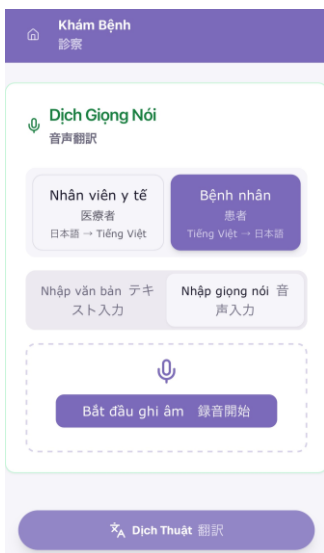 Khám Bệnh
診察
Dịch Giọng Nói
音声翻訳
Nhân viên y tế
医療者
日本語 → Tiếng Việt
Bệnh nhân
患者
Tiếng Việt → 日本語
Nhập văn bản テキ
スト入力
Nhập giọng nói 音
声入力
Bắt đầu ghi âm 録音開始
Dịch Thuật 翻訳